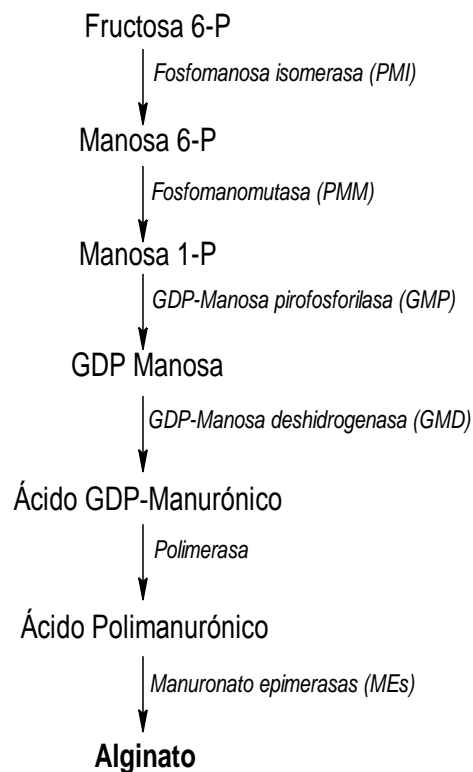 Fructosa 6-P
Fosfomanosa isomerasa (PMI)
Manosa 6-P
Fosfomanomutasa (PMM)
Manosa 1-P
GDP-Manosa pirofosforilasa (GMP)
GDP Manosa
GDP-Manosa deshidrogenasa (GMD)
Ácido GDP-Manurónico
Polimerasa
Ácido Polimanurónico
Manuronato epimerasas (MEs)
Alginato